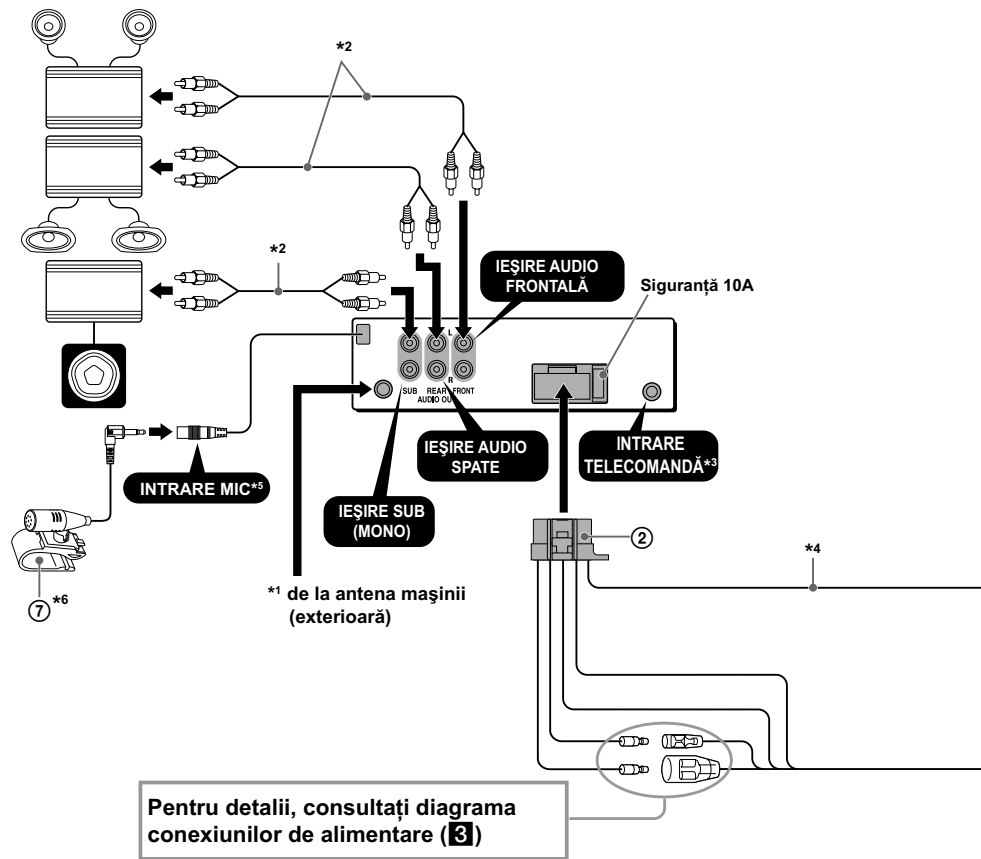 *2
IEŞIRE AUDIO
FRONTALĂ
Siguranță 10A
*2
L
R
SUB REAR FRONT
AUDIO OUT
IEŞIRE AUDIO
SPATE
INTRARE
TELECOMANDĂ*3
INTRARE MIC*5
IEŞIRE SUB
(MONO)
②
*4
*1 de la antena maşinii
(exterioară)
⑦*6
Pentru detalii, consultați diagrama
conexiunilor de alimentare (3)